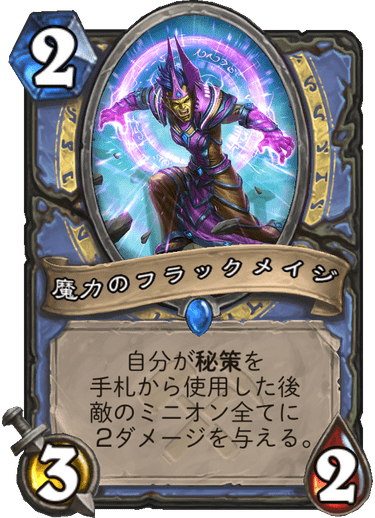 2
魔力のフラックメイジ
自分が秘策を
手札から使用した後
敵のミニオン全てに
2ダメージを与える。
3
2